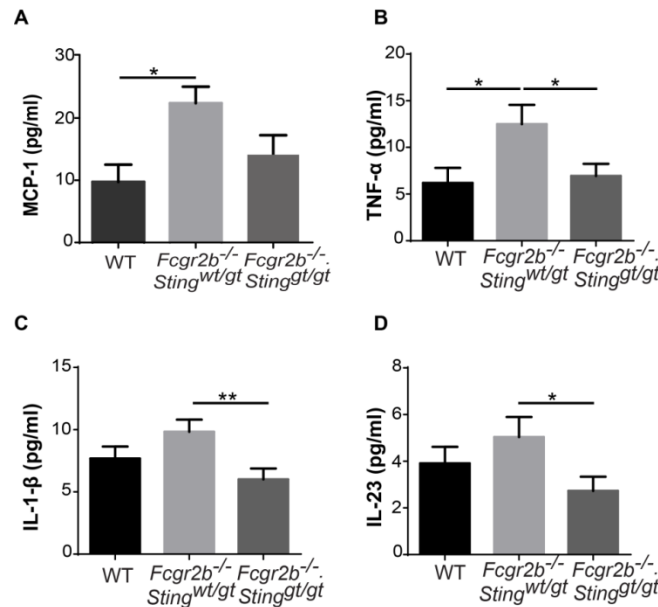 A
MCP-1 (pg/ml)
30
20
10
0
*
WT
Fcgr2b-/-
Stingwt/gt
Fcgr2b-/-.
Stinggt/gt
B
TNF-α (pg/ml)
20
15
10
5
0
*
*
WT
Fcgr2b-/-.
Stingwt/gt
Fcgr2b-/-.
Stinggt/gt
C
IL-1-β (pg/ml)
15
10
5
0
**
WT
Fcgr2b-/-.
Stingwt/gt
Fcgr2b-/-.
Stinggt/gt
D
IL-23 (pg/ml)
8
6
4
2
0
*
WT
Fcgr2b-/-.
Stingwt/gt
Fcgr2b-/-.
Stinggt/gt